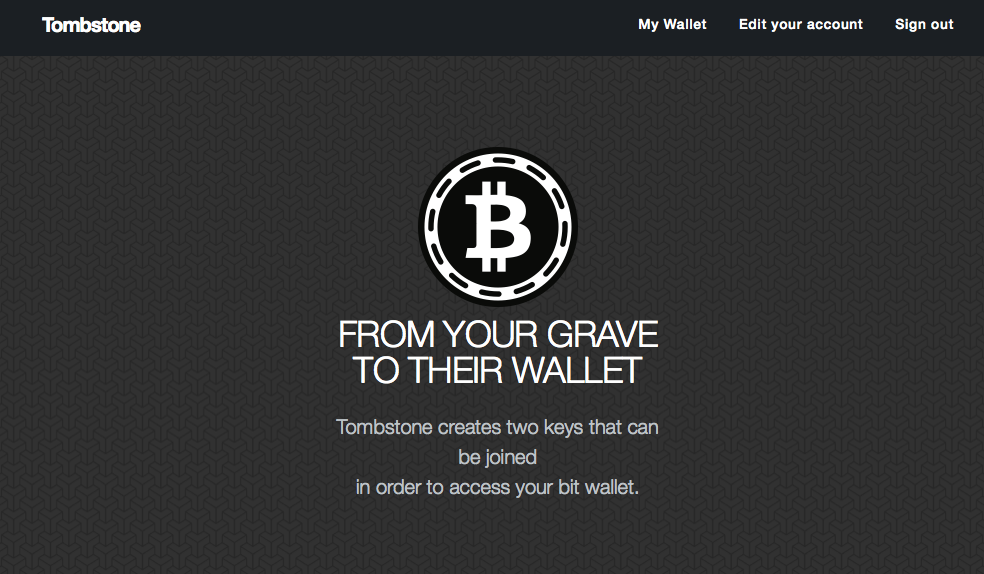 Tombstone
My Wallet
Edit your account
Sign out
FROM YOUR GRAVE
TO THEIR WALLET
Tombstone creates two keys that can
be joined
in order to access your bit wallet.